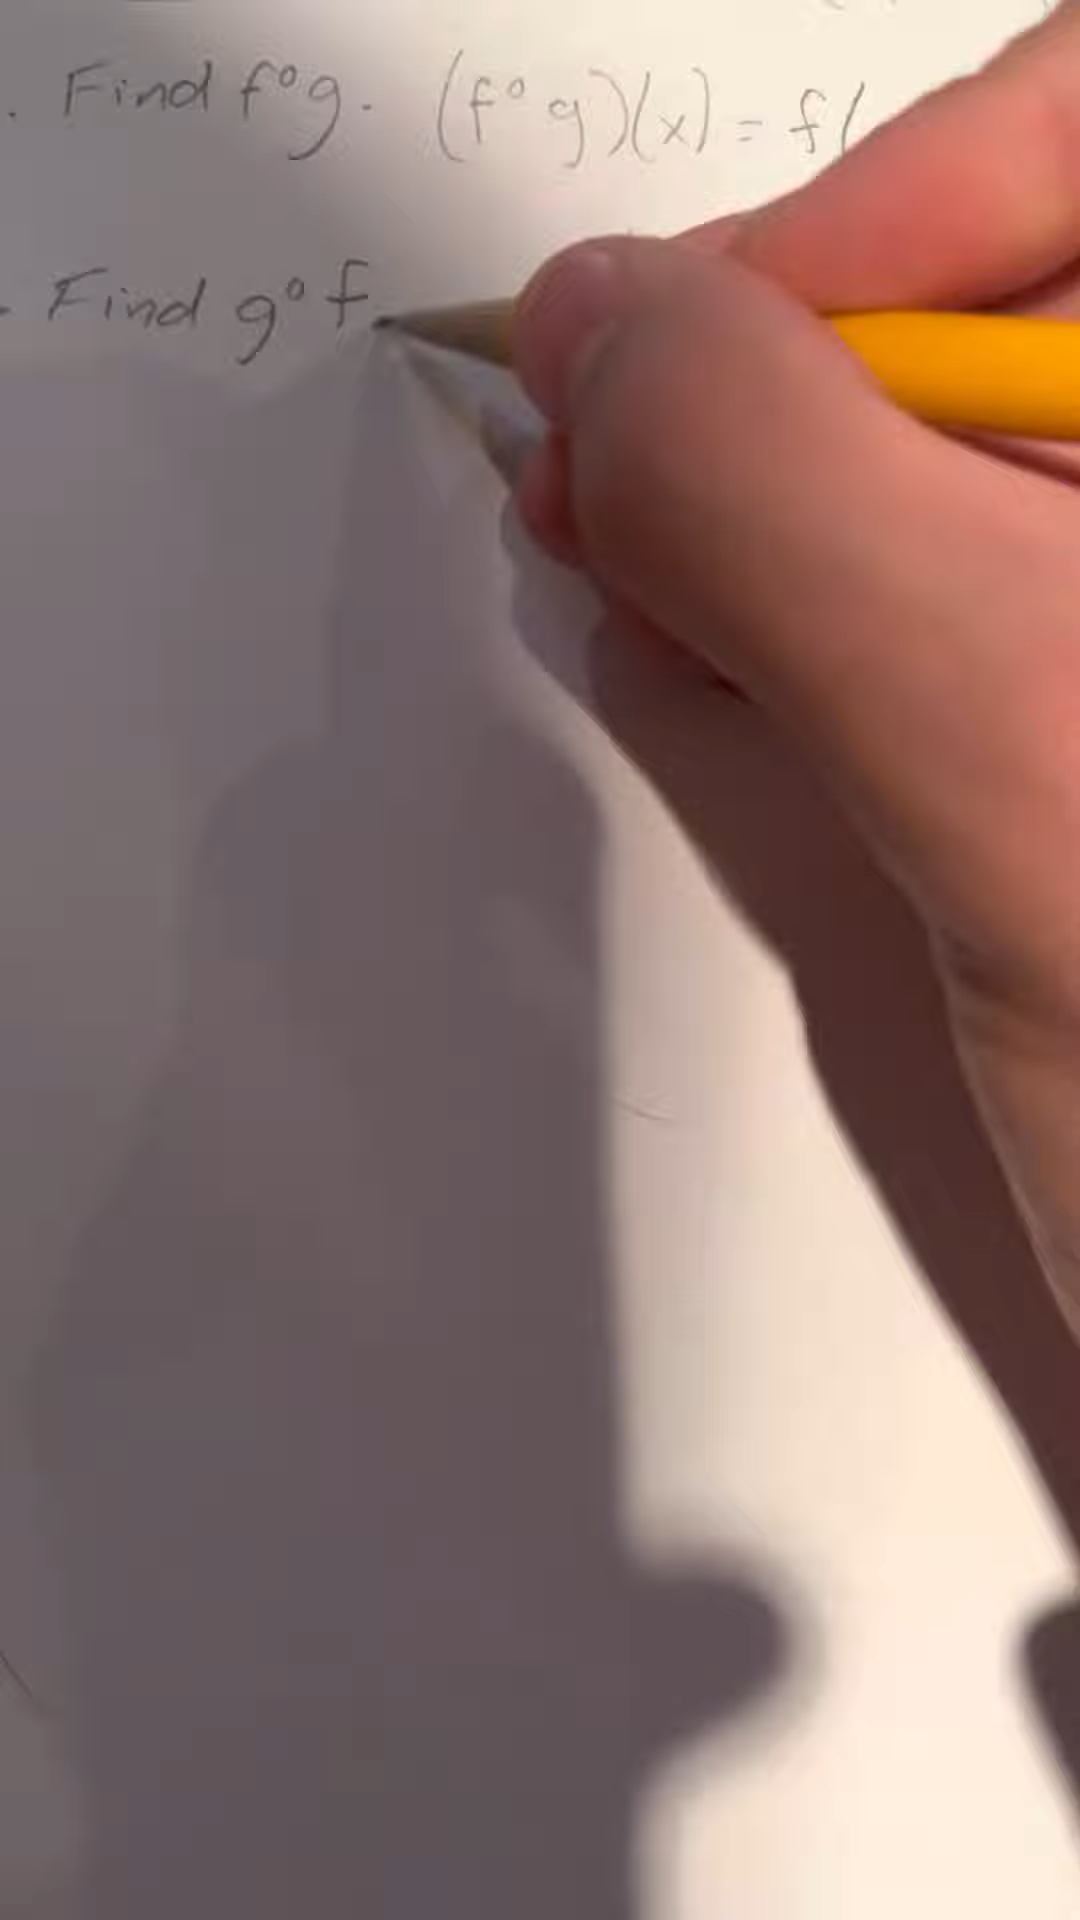 . Find f°g. (f°g)(x) = f(
. Find g°f.